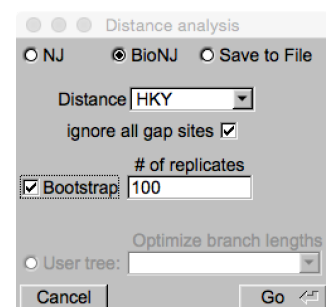 Distance analysis
NJ BioNJ Save to File
Distance HKY
ignore all gap sites
# of replicates
Bootstrap 100
Optimize branch lengths
User tree:
Cancel Go